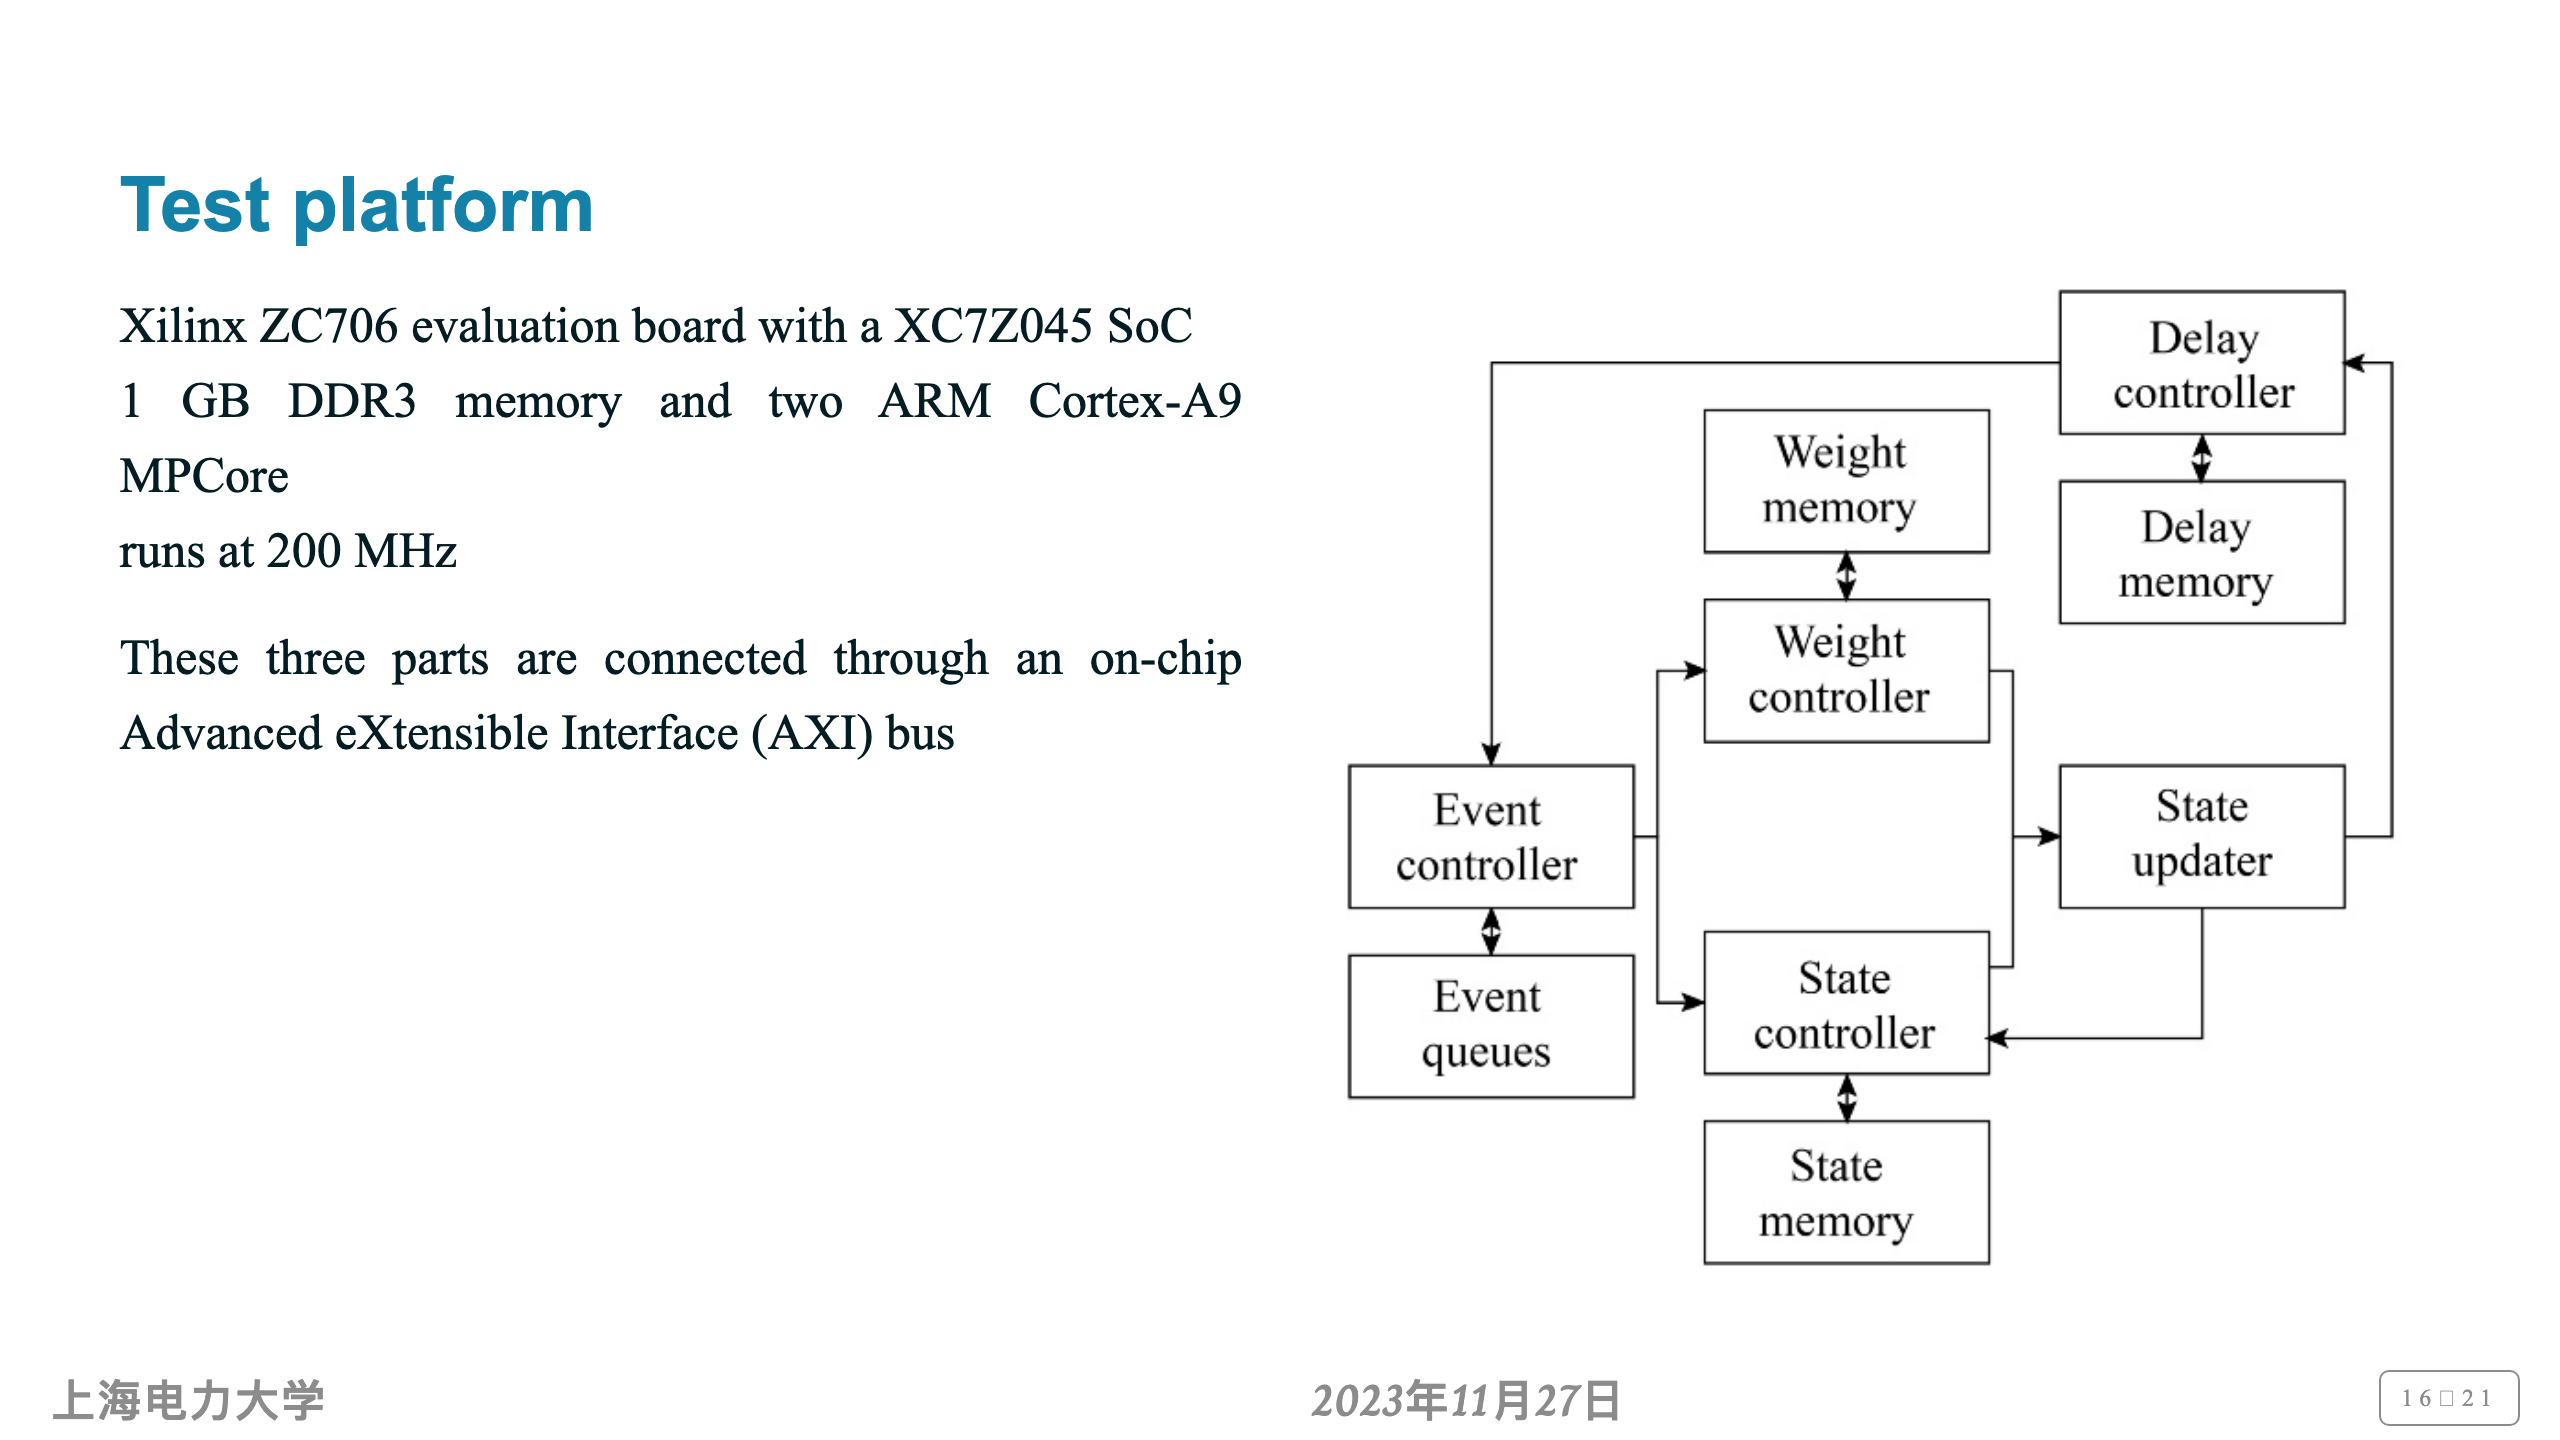 Test platform
Xilinx ZC706 evaluation board with a XC7Z045 SoC
1 GB DDR3 memory and two ARM Cortex-A9
MPCore
runs at 200 MHz
These three parts are connected through an on-chip
Advanced eXtensible Interface (AXI) bus
Delay
controller
Weight
memory
Delay
memory
Weight
controller
Event
controller
State
updater
Event
queues
State
controller
State
memory
上海电力大学
2023年11月27日
16□21